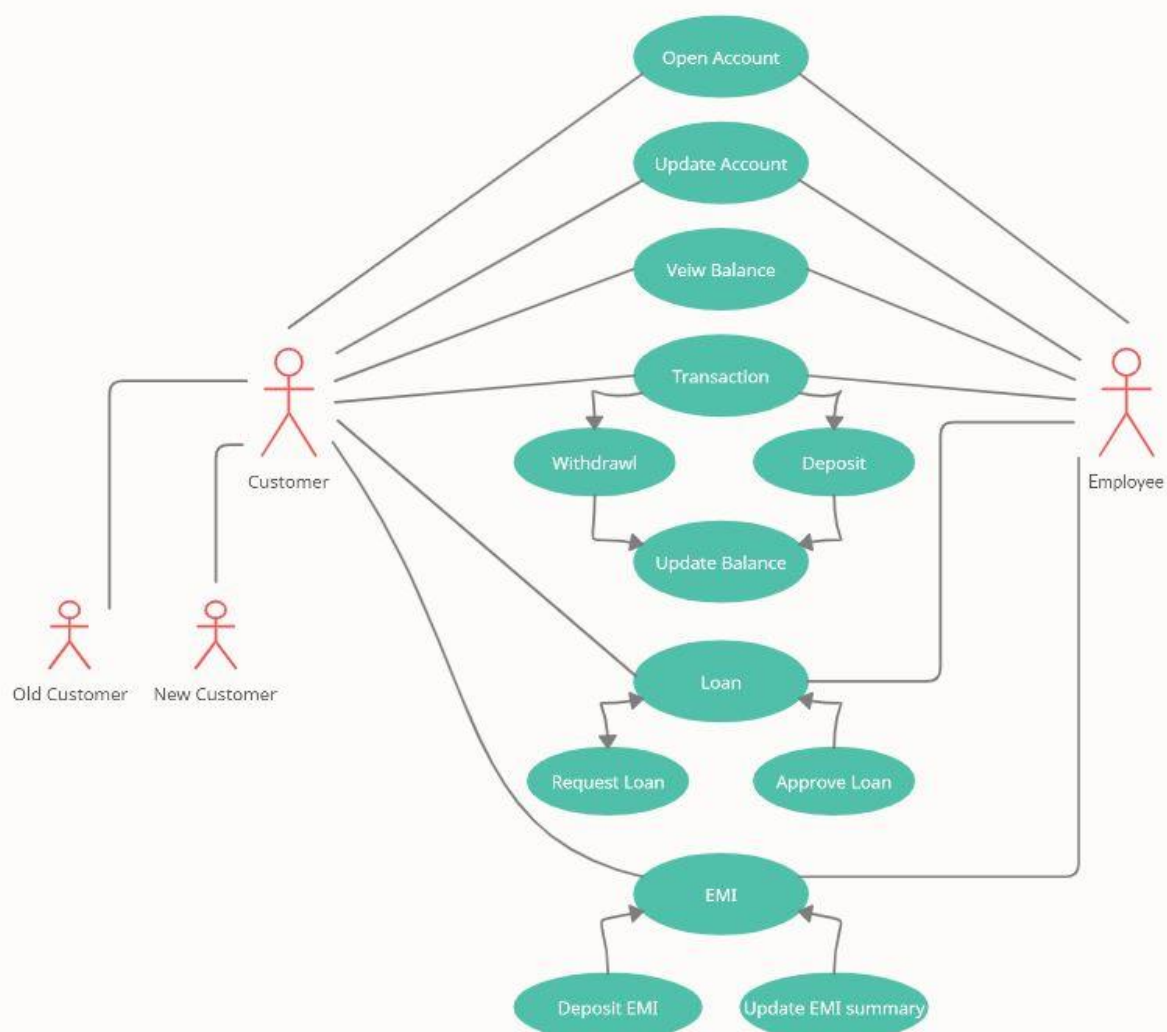 Open Account
Update Account
Veiw Balance
Transaction
Withdrawl
Deposit
Customer
Employee
Update Balance
Old Customer
New Customer
Loan
Request Loan
Approve Loan
EMI
Deposit EMI
Update EMI summary